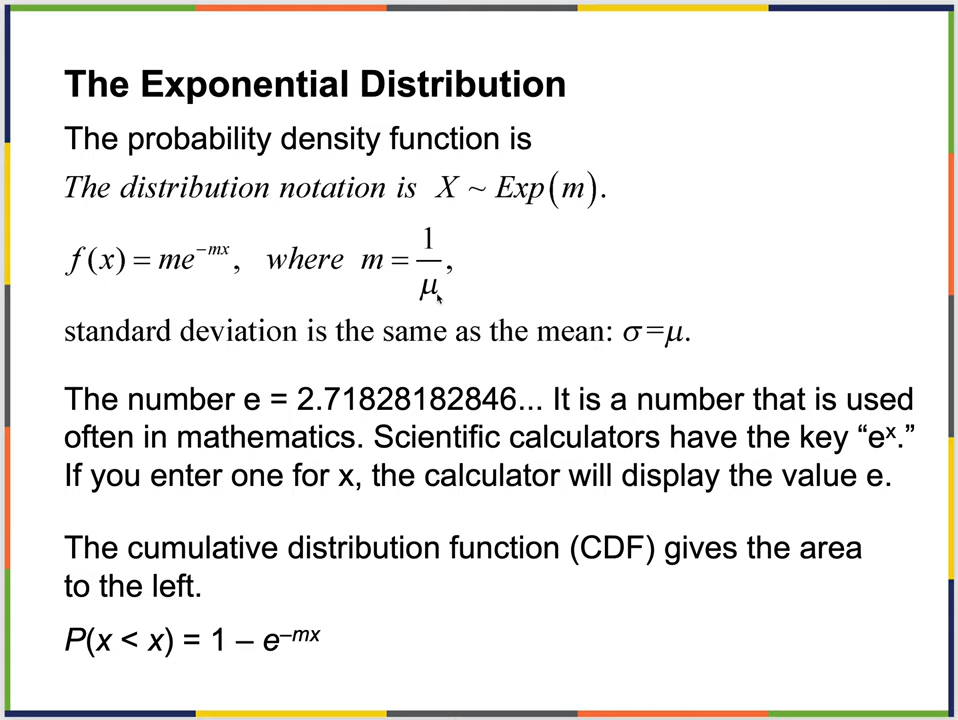 The Exponential Distribution
The probability density function is
The distribution notation is X ~ Exp(m).
f(x) = me⁻ᵐˣ, where m = 1/μ,
standard deviation is the same as the mean: σ=μ.
The number e = 2.71828182846... It is a number that is used
often in mathematics. Scientific calculators have the key “eˣ.”
If you enter one for x, the calculator will display the value e.
The cumulative distribution function (CDF) gives the area
to the left.
P(x < x) = 1 – e⁻ᵐˣ